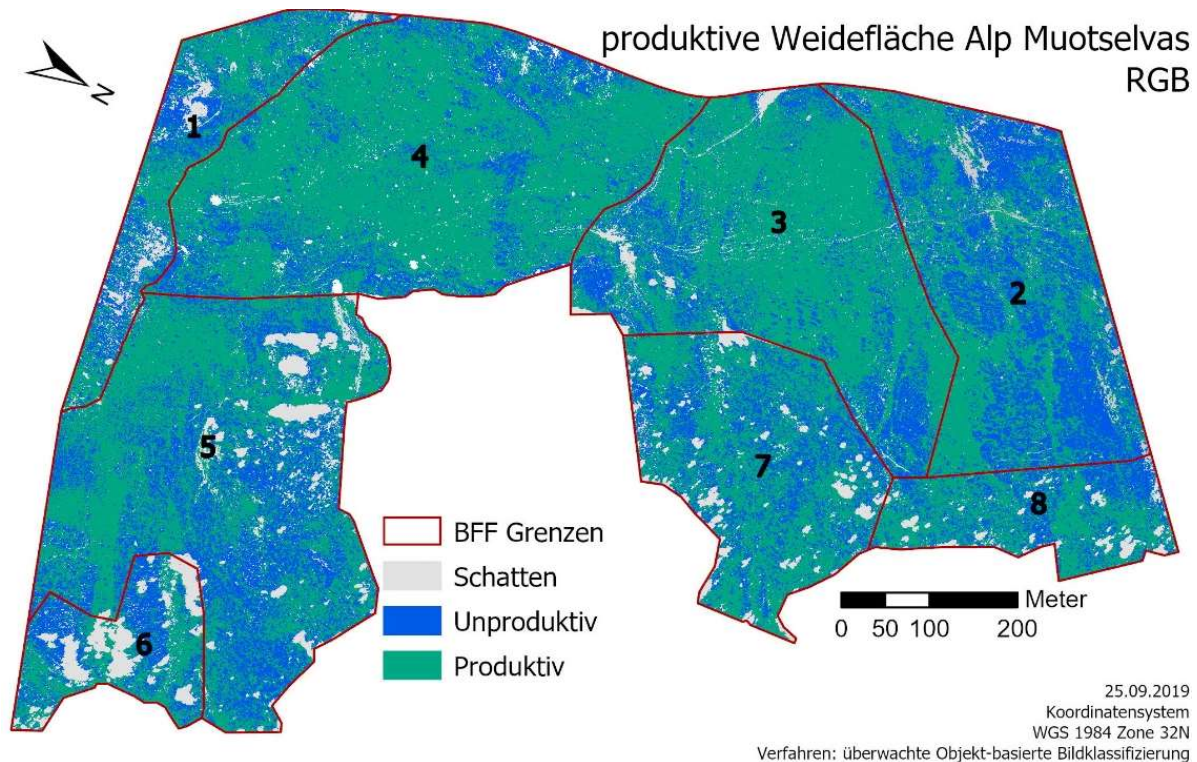 produktive Weidefläche Alp Muotselvas
RGB
N
1
4
3
2
5
7
8
6
BFF Grenzen
Schatten
Unproduktiv
Produktiv
Meter
0 50 100 200
25.09.2019
Koordinatensystem
WGS 1984 Zone 32N
Verfahren: überwachte Objekt-basierte Bildklassifizierung